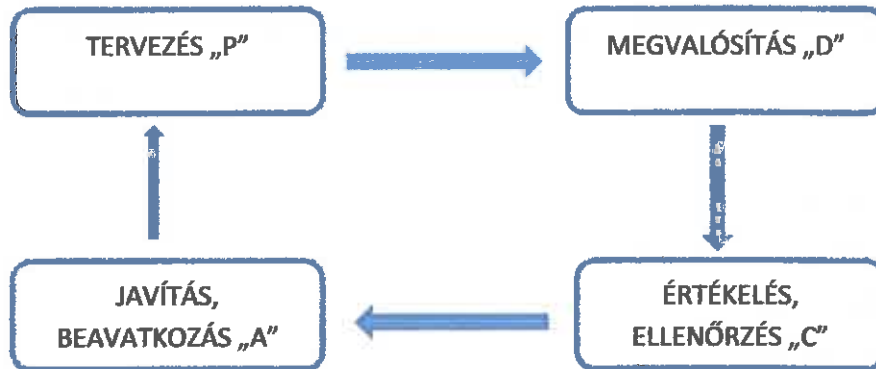 TERVEZÉS „P”
MEGVALÓSÍTÁS „D”
ÉRTÉKELÉS,
ELLENŐRZÉS „C”
JAVÍTÁS,
BEAVATKOZÁS „A”